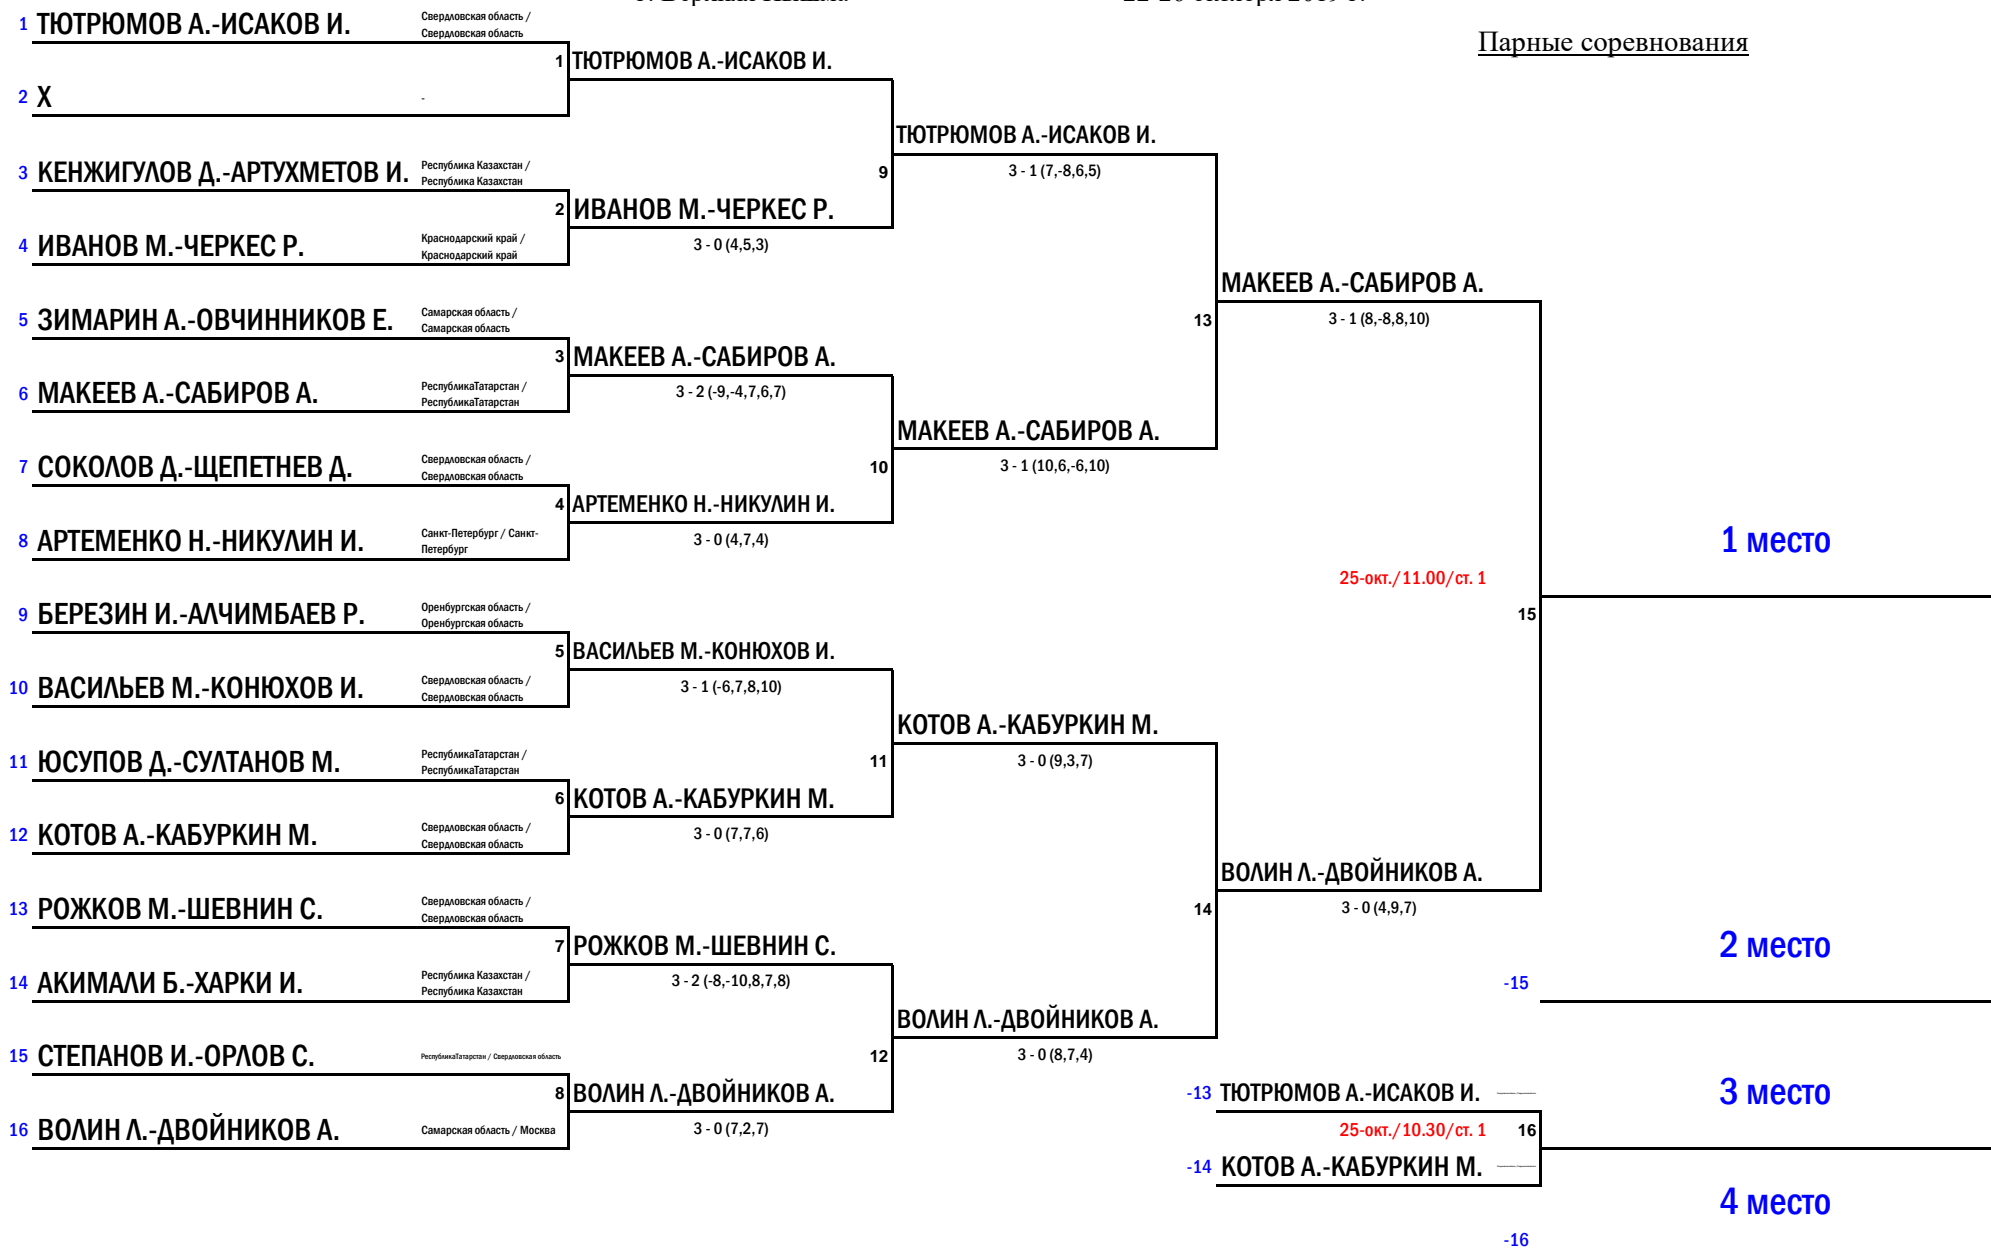 Парные соревнования
1 ТЮТРЮМОВ А.-ИСАКОВ И. Свердловская область /
Свердловская область
1 ТЮТРЮМОВ А.-ИСАКОВ И.
2 X -
ТЮТРЮМОВ А.-ИСАКОВ И.
3 КЕНЖИГУЛОВ Д.-АРТУХМЕТОВ И. Республика Казахстан /
Республика Казахстан
9
3 - 1 (7,-8,6,5)
2 ИВАНОВ М.-ЧЕРКЕС Р.
4 ИВАНОВ М.-ЧЕРКЕС Р. Краснодарский край /
Краснодарский край
3 - 0 (4,5,3)
МАКЕЕВ А.-САБИРОВ А.
5 ЗИМАРИН А.-ОВЧИННИКОВ Е. Самарская область /
Самарская область
13
3 - 1 (8,-8,8,10)
3 МАКЕЕВ А.-САБИРОВ А.
6 МАКЕЕВ А.-САБИРОВ А. РеспубликаТатарстан /
РеспубликаТатарстан
3 - 2 (-9,-4,7,6,7)
МАКЕЕВ А.-САБИРОВ А.
7 СОКОЛОВ Д.-ЩЕПЕТНЕВ Д. Свердловская область /
Свердловская область
10
3 - 1 (10,6,-6,10)
4 АРТЕМЕНКО Н.-НИКУЛИН И.
8 АРТЕМЕНКО Н.-НИКУЛИН И. Санкт-Петербург / Санкт-
Петербург
3 - 0 (4,7,4)
1 место
25-окт./11.00/ст. 1
9 БЕРЕЗИН И.-АЛЧИМБАЕВ Р. Оренбургская область /
Оренбургская область
15
5 ВАСИЛЬЕВ М.-КОНЮХОВ И.
10 ВАСИЛЬЕВ М.-КОНЮХОВ И. Свердловская область /
Свердловская область
3 - 1 (-6,7,8,10)
КОТОВ А.-КАБУРКИН М.
11 ЮСУПОВ Д.-СУЛТАНОВ М. РеспубликаТатарстан /
РеспубликаТатарстан
11
3 - 0 (9,3,7)
6 КОТОВ А.-КАБУРКИН М.
12 КОТОВ А.-КАБУРКИН М. Свердловская область /
Свердловская область
3 - 0 (7,7,6)
ВОЛИН Л.-ДВОЙНИКОВ А.
13 РОЖКОВ М.-ШЕВНИН С. Свердловская область /
Свердловская область
14
3 - 0 (4,9,7)
7 РОЖКОВ М.-ШЕВНИН С.
2 место
14 АКИМАЛИ Б.-ХАРКИ И. Республика Казахстан /
Республика Казахстан
3 - 2 (-8,-10,8,7,8)
-15
ВОЛИН Л.-ДВОЙНИКОВ А.
15 СТЕПАНОВ И.-ОРЛОВ С. РеспубликаТатарстан / Свердловская область
12
3 - 0 (8,7,4)
8 ВОЛИН Л.-ДВОЙНИКОВ А.
-13 ТЮТРЮМОВ А.-ИСАКОВ И.
3 место
16 ВОЛИН Л.-ДВОЙНИКОВ А. Самарская область / Москва
3 - 0 (7,2,7)
25-окт./10.30/ст. 1 16
-14 КОТОВ А.-КАБУРКИН М.
4 место
-16